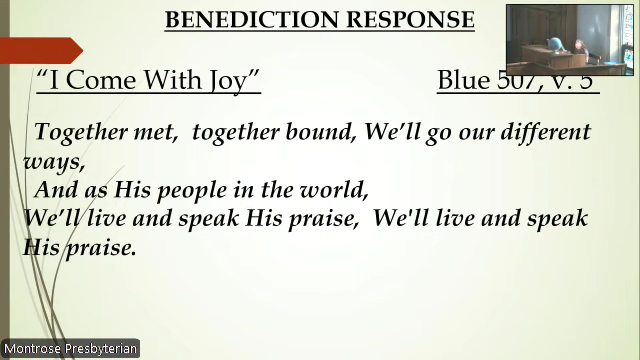 BENEDICTION RESPONSE
“I Come With Joy” Blue 507, v. 5
Together met, together bound, We’ll go our different
ways,
And as His people in the world,
We’ll live and speak His praise, We'll live and speak
His praise.
Montrose Presbyterian